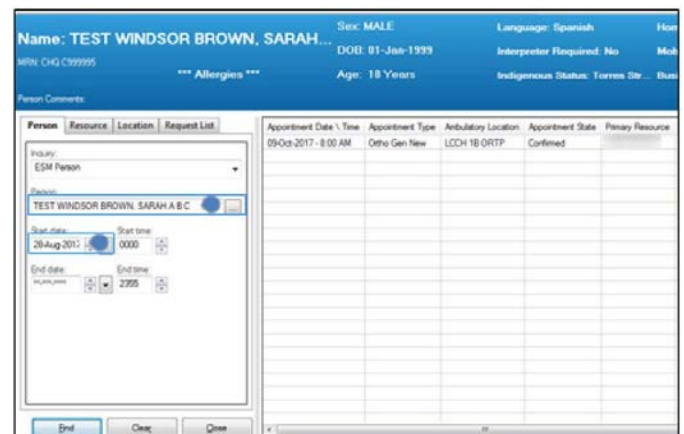 Name: TEST WINDSOR BROWN, SARAH...
Sex: MALE
Language: Spanish
Hom
MRN: CHQ C999995
DOB: 01-Jan-1999
Interpreter Required: No
Mob
*** Allergies ***
Age: 18 Years
Indigenous Status: Torres Str...
Busi
Person Comments:
Person Resource Location Request List
Inquiry:
ESM Person
Person:
TEST WINDSOR BROWN, SARAH A B C ...
Start date: Start time:
28-Aug-2017 0000
End date: End time:
**-***-**** 2355
Find Clear Close
Appointment Date \ Time Appointment Type Ambulatory Location Appointment State Primary Resource
09-Oct-2017 - 8:00 AM Ortho Gen New LCCH 1B ORTP Confirmed